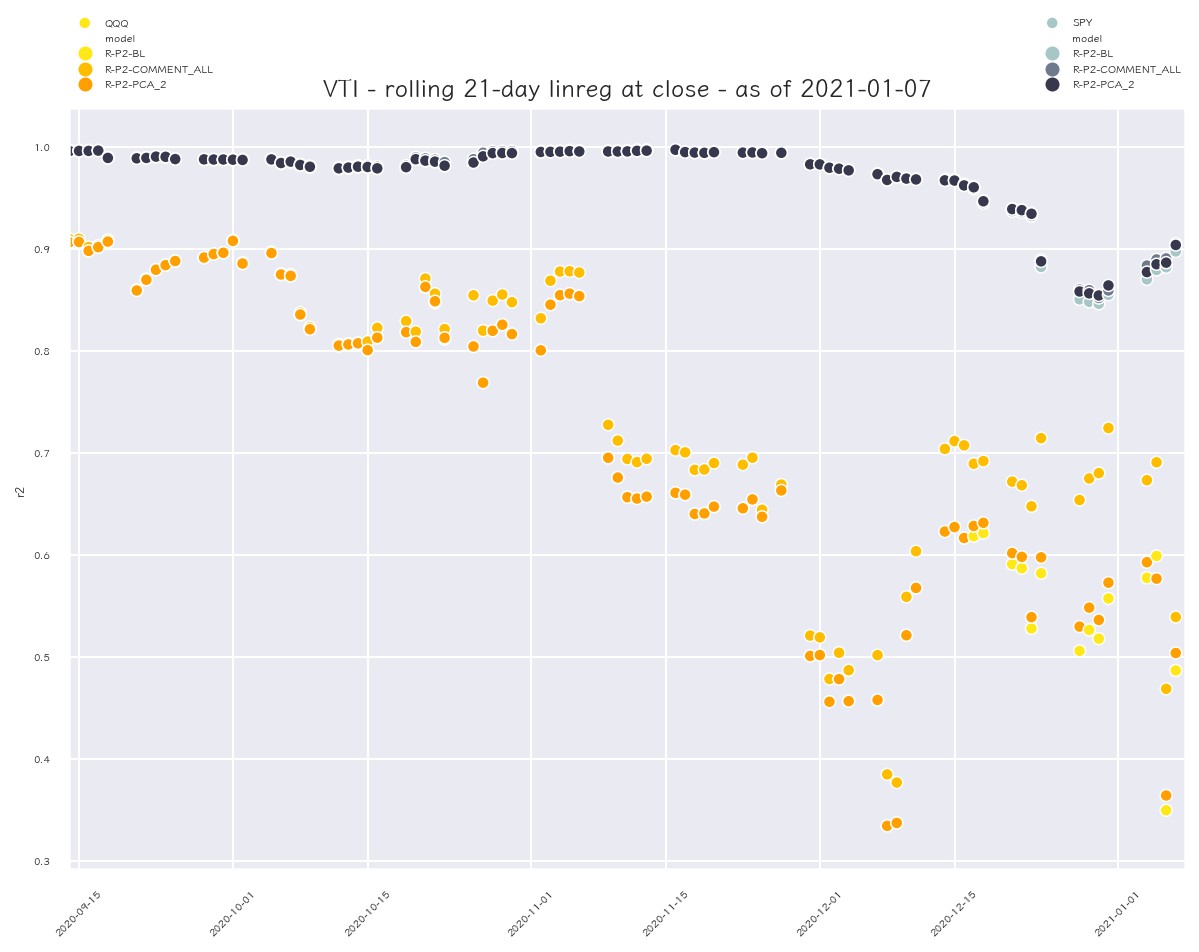 QQQ
model
R-P2-BL
R-P2-COMMENT_ALL
R-P2-PCA_2
SPY
model
R-P2-BL
R-P2-COMMENT_ALL
R-P2-PCA_2
VTI - rolling 21-day linreg at close - as of 2021-01-07
1.0
0.9
0.8
0.7
0.6
0.5
0.4
0.3
r2
2020-09-15
2020-10-01
2020-10-15
2020-11-01
2020-11-15
2020-12-01
2020-12-15
2021-01-01